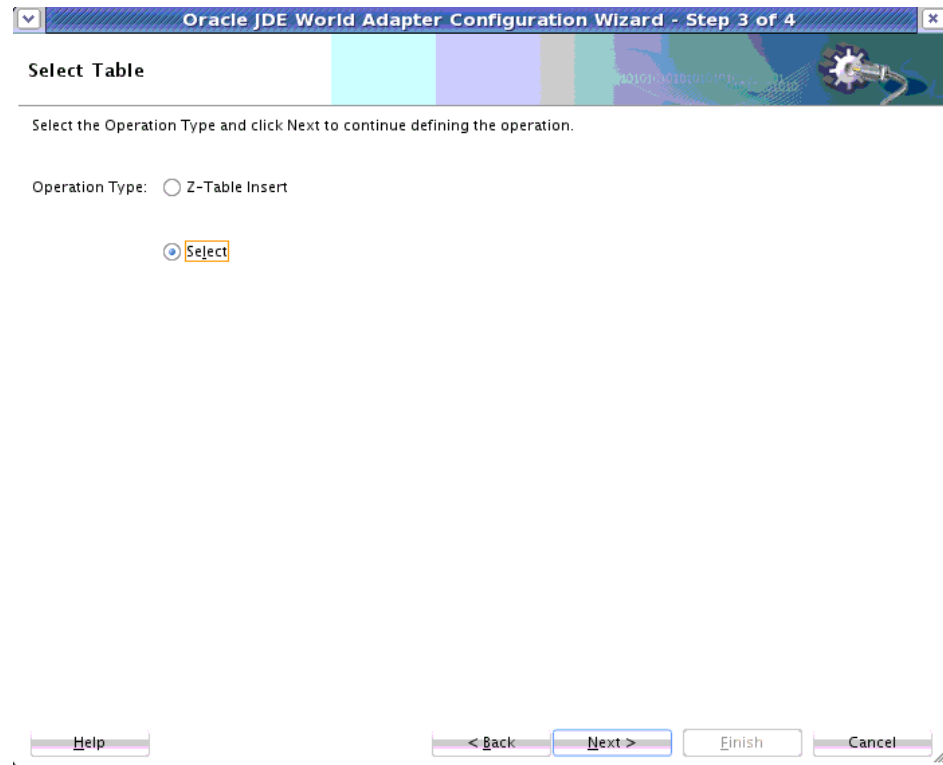 Oracle JDE World Adapter Configuration Wizard - Step 3 of 4
Select Table
Select the Operation Type and click Next to continue defining the operation.
Operation Type: Z-Table Insert
Select
Help < Back Next > Finish Cancel